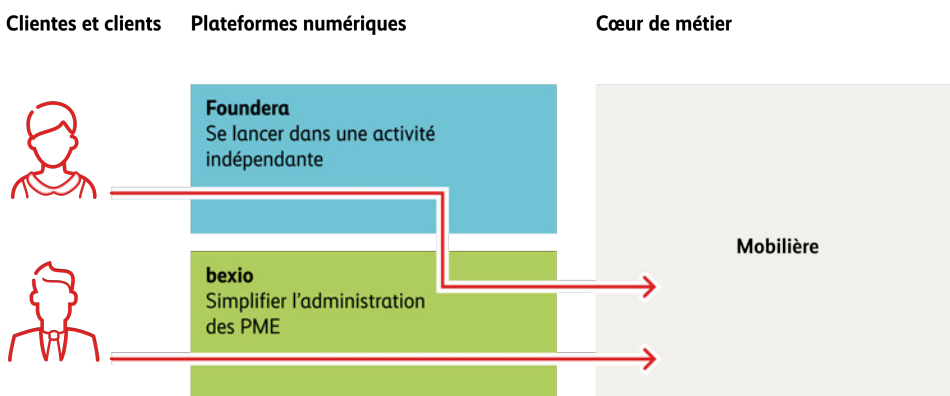 Clientes et clients
Plateformes numériques
Cœur de métier
Foundera
Se lancer dans une activité
indépendante
bexio
Simplifier l’administration
des PME
Mobilière